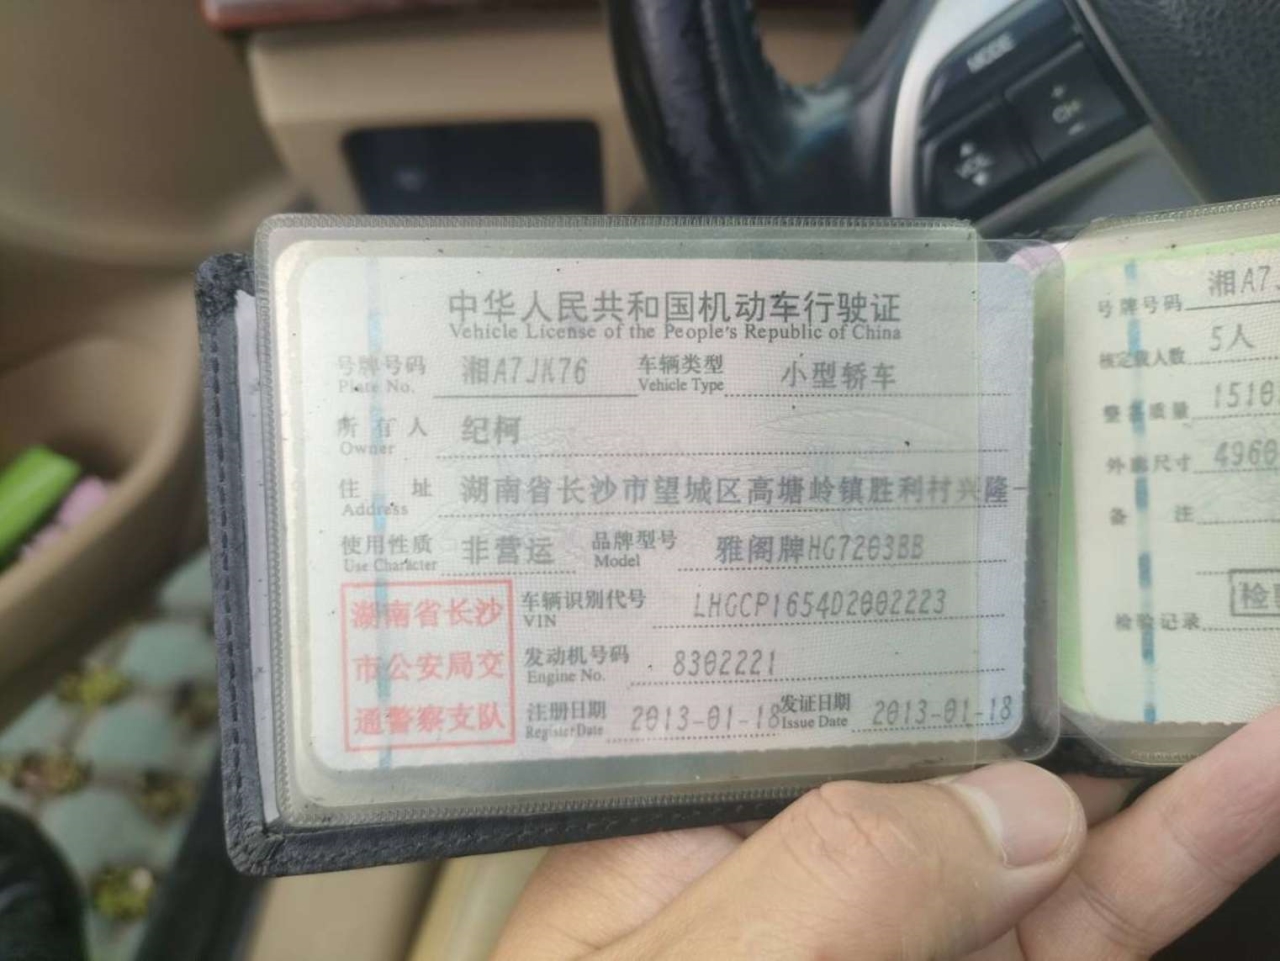 MODE
+
CH
-
VOL
中华人民共和国机动车行驶证
Vehicle License of the People's Republic of China
号牌号码 湘A7JK76 车辆类型 小型轿车
Plate No. Vehicle Type
所有人 纪柯
Owner
住址 湖南省长沙市望城区高塘岭镇胜利村兴隆
Address
使用性质 非营运 品牌型号 雅阁牌HG7203BB
Use Character Model
湖南省长沙
市公安局交
通警察支队
车辆识别代号 LHGCP1654D2002223
VIN
发动机号码 8302221
Engine No.
注册日期 2013-01-18 发证日期 2013-01-18
Register Date Issue Date
号牌号码 湘A7
核定载人数 5人
整备质量 1510
外廓尺寸 4960
备注
检验记录 检